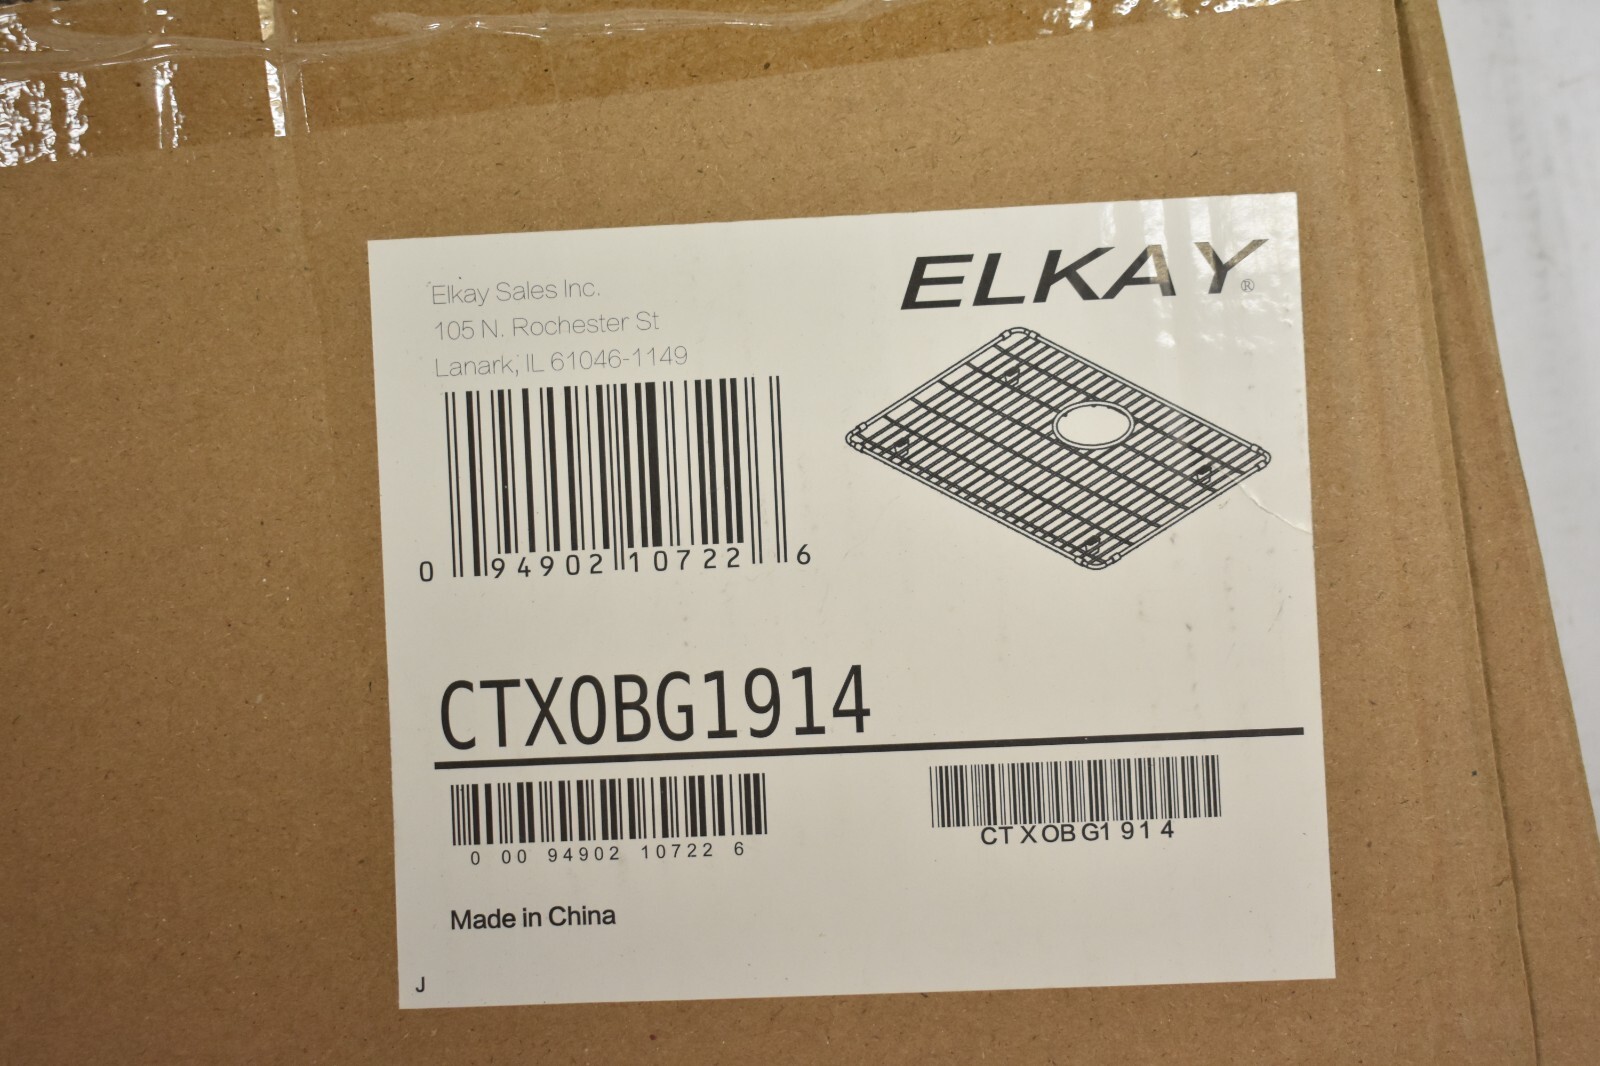 ELKAY®
Elkay Sales Inc.
105 N. Rochester St
Lanark, IL 61046-1149
0 94902 10722 6
CTXOBG1914
0 00 94902 10722 6
CTXOBG1914
Made in China
J